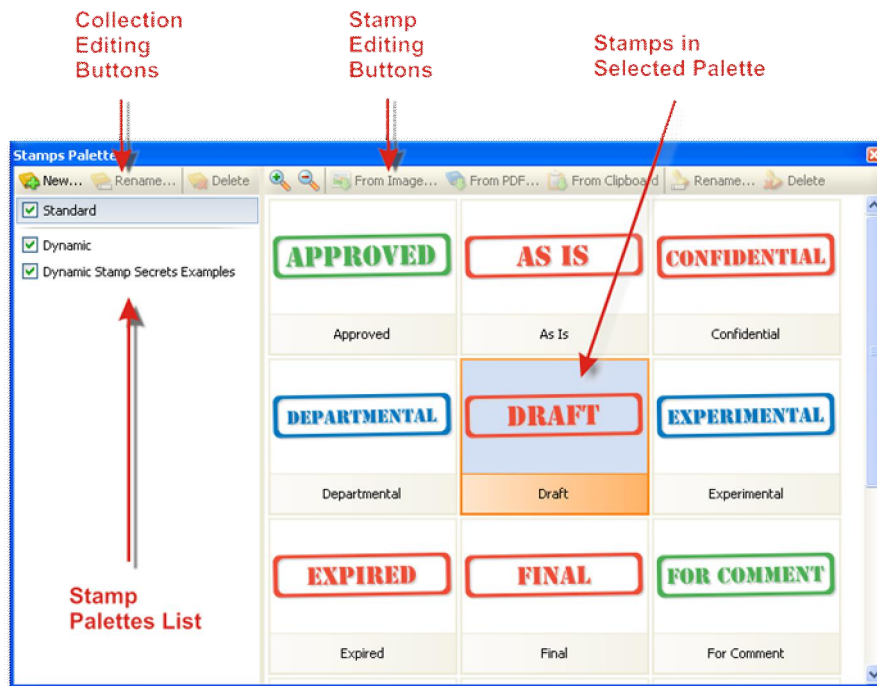 Collection
Editing
Buttons
Stamp
Editing
Buttons
Stamps in
Selected Palette
Stamps Palette
New... Rename... Delete From Image... From PDF... From Clipboard Rename... Delete
Standard
Dynamic
Dynamic Stamp Secrets Examples
APPROVED AS IS CONFIDENTIAL
Approved As Is Confidential
DEPARTMENTAL DRAFT EXPERIMENTAL
Departmental Draft Experimental
EXPIRED FINAL FOR COMMENT
Expired Final For Comment
Stamp
Palettes List